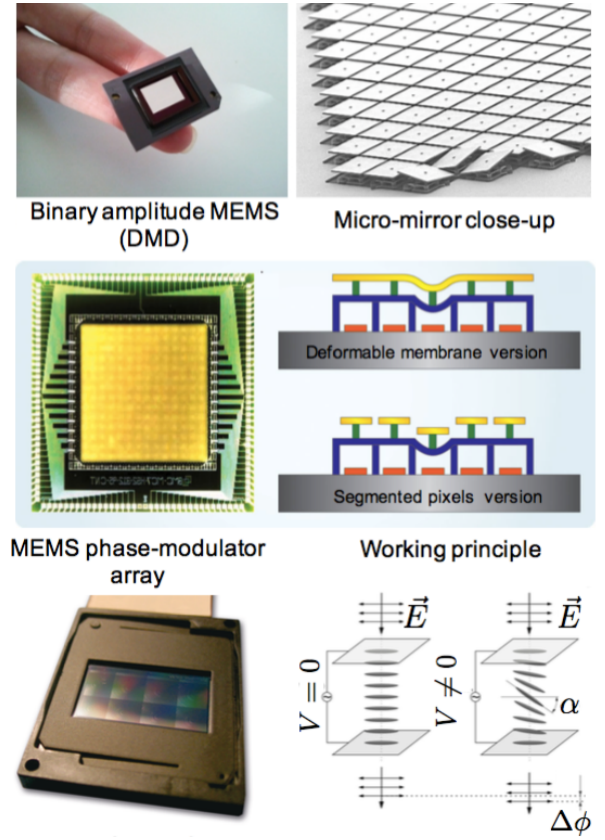 Binary amplitude MEMS
(DMD)
Micro-mirror close-up
Deformable membrane version
Segmented pixels version
MEMS phase-modulator
array
Working principle
E⃗
E⃗
V = 0
V ≠ 0
α
Δϕ